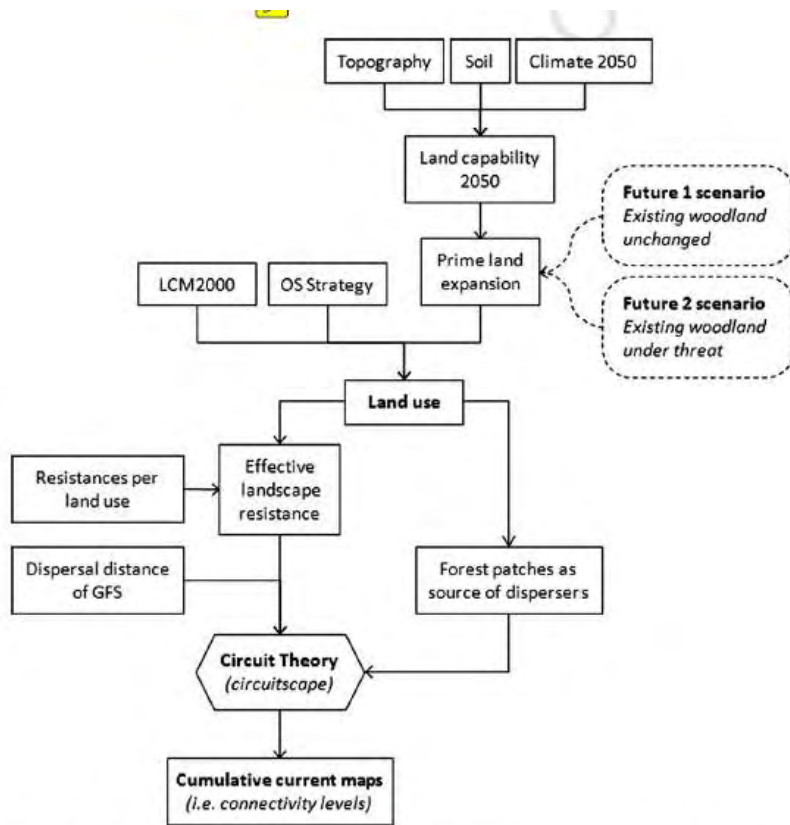 Topography
Soil
Climate 2050
Land capability
2050
Future 1 scenario
Existing woodland
unchanged
Prime land
expansion
LCM2000
OS Strategy
Future 2 scenario
Existing woodland
under threat
Land use
Resistances per
land use
Effective
landscape
resistance
Dispersal distance
of GFS
Forest patches as
source of dispersers
Circuit Theory
(circuitscape)
Cumulative current maps
(i.e. connectivity levels)